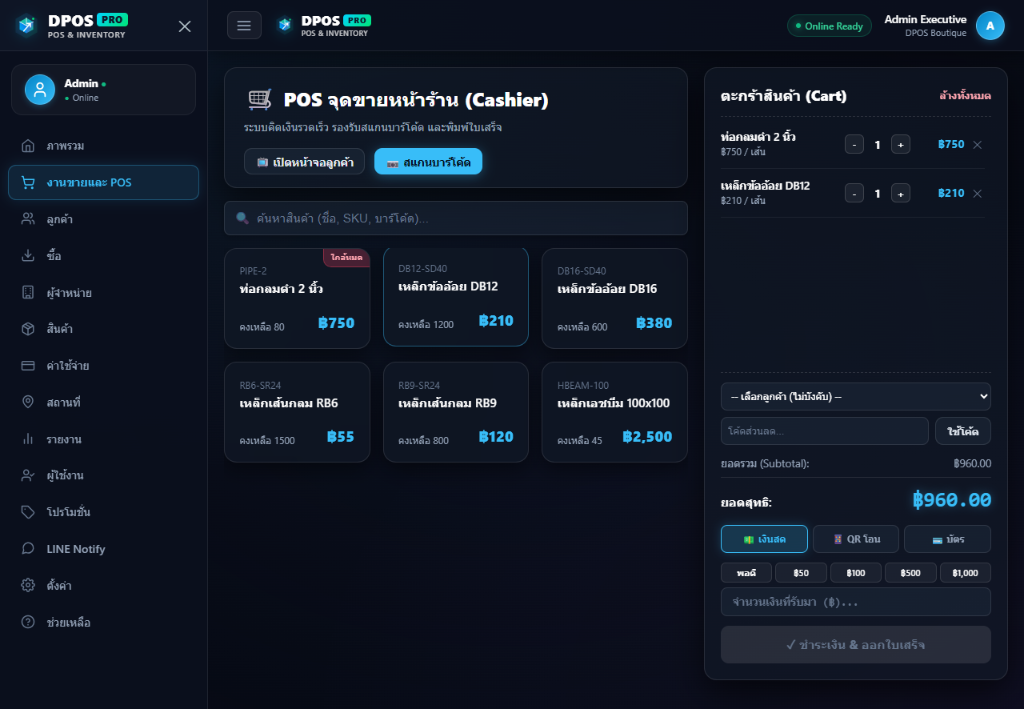 DPOS PRO
POS & INVENTORY
Admin
Online
ภาพรวม
งานขายและ POS
ลูกค้า
ซื้อ
ผู้จำหน่าย
สินค้า
ค่าใช้จ่าย
สถานที่
รายงาน
ผู้ใช้งาน
โปรโมชั่น
LINE Notify
ตั้งค่า
ช่วยเหลือ
DPOS PRO
POS & INVENTORY
Online Ready
Admin Executive
DPOS Boutique
A
POS จุดขายหน้าร้าน (Cashier)
ระบบคิดเงินรวดเร็ว รองรับสแกนบาร์โค้ด และพิมพ์ใบเสร็จ
เปิดหน้าจอลูกค้า
สแกนบาร์โค้ด
ค้นหาสินค้า (ชื่อ, SKU, บาร์โค้ด)...
ใกล้หมด
PIPE-2
ท่อกลมดำ 2 นิ้ว
คงเหลือ 80 ฿750
DB12-SD40
เหล็กข้ออ้อย DB12
คงเหลือ 1200 ฿210
DB16-SD40
เหล็กข้ออ้อย DB16
คงเหลือ 600 ฿380
RB6-SR24
เหล็กเส้นกลม RB6
คงเหลือ 1500 ฿55
RB9-SR24
เหล็กเส้นกลม RB9
คงเหลือ 800 ฿120
HBEAM-100
เหล็กเอชบีม 100x100
คงเหลือ 45 ฿2,500
ตะกร้าสินค้า (Cart) ล้างทั้งหมด
ท่อกลมดำ 2 นิ้ว
฿750 / เส้น
- 1 + ฿750
เหล็กข้ออ้อย DB12
฿210 / เส้น
- 1 + ฿210
-- เลือกลูกค้า (ไม่บังคับ) --
โค้ดส่วนลด... ใช้โค้ด
ยอดรวม (Subtotal): ฿960.00
ยอดสุทธิ: ฿960.00
เงินสด QR โอน บัตร
พอดี ฿50 ฿100 ฿500 ฿1,000
จำนวนเงินที่รับมา (฿)...
✓ ชำระเงิน & ออกใบเสร็จ